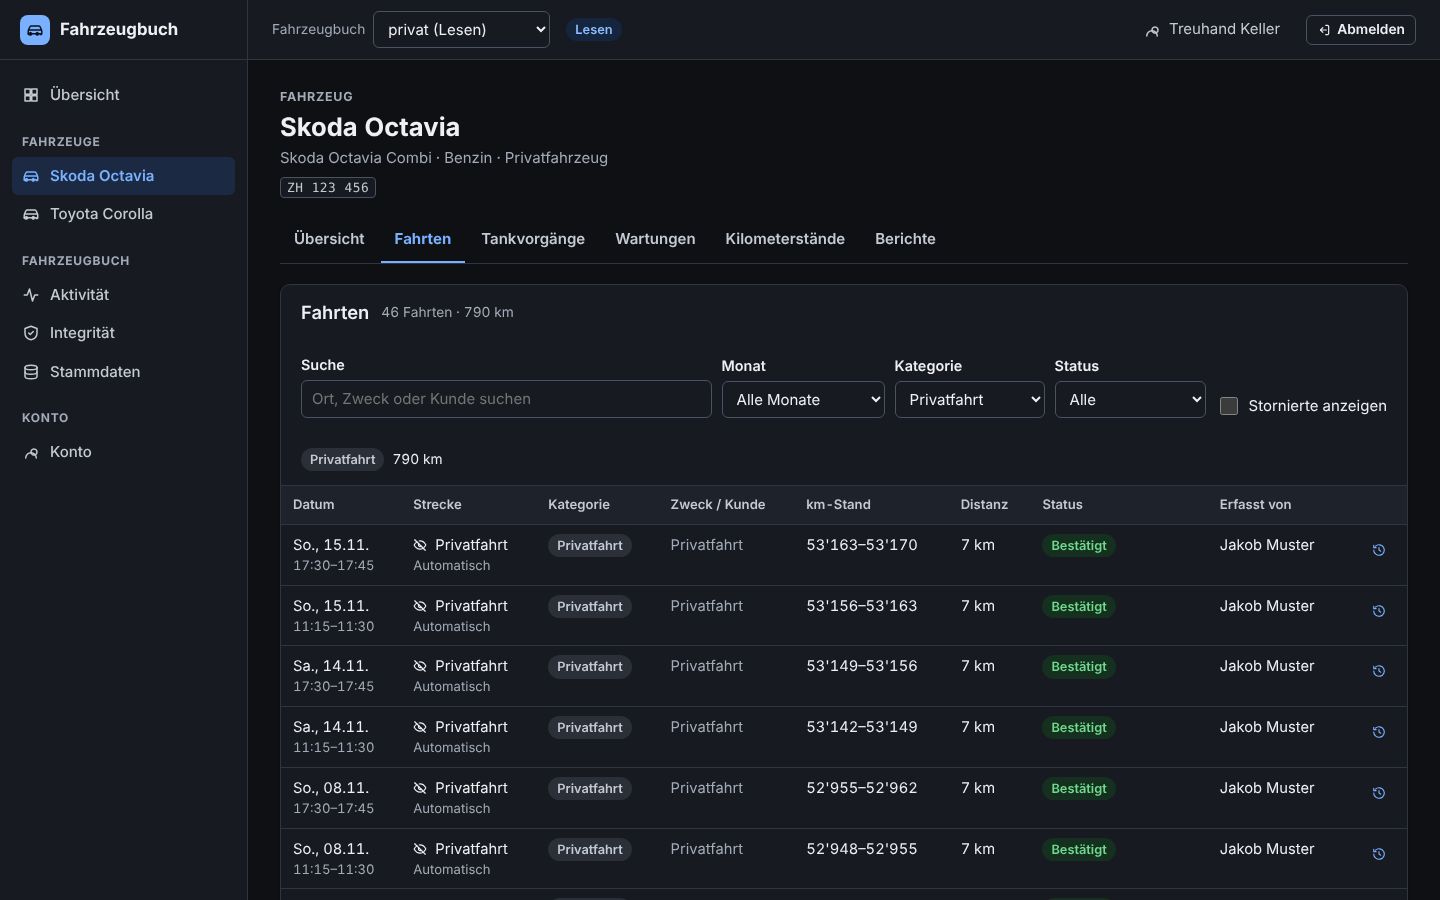 Fahrzeugbuch
Fahrzeugbuch privat (Lesen) Lesen Treuhand Keller Abmelden
Übersicht
FAHRZEUGE
Skoda Octavia
Toyota Corolla
FAHRZEUGBUCH
Aktivität
Integrität
Stammdaten
KONTO
Konto
FAHRZEUG
Skoda Octavia
Skoda Octavia Combi · Benzin · Privatfahrzeug
ZH 123 456
Übersicht Fahrten Tankvorgänge Wartungen Kilometerstände Berichte
Fahrten 46 Fahrten · 790 km
Suche Monat Kategorie Status
Ort, Zweck oder Kunde suchen Alle Monate Privatfahrt Alle Stornierte anzeigen
Privatfahrt 790 km
Datum Strecke Kategorie Zweck / Kunde km-Stand Distanz Status Erfasst von
So., 15.11. Privatfahrt Privatfahrt Privatfahrt 53'163–53'170 7 km Bestätigt Jakob Muster
17:30–17:45 Automatisch
So., 15.11. Privatfahrt Privatfahrt Privatfahrt 53'156–53'163 7 km Bestätigt Jakob Muster
11:15–11:30 Automatisch
Sa., 14.11. Privatfahrt Privatfahrt Privatfahrt 53'149–53'156 7 km Bestätigt Jakob Muster
17:30–17:45 Automatisch
Sa., 14.11. Privatfahrt Privatfahrt Privatfahrt 53'142–53'149 7 km Bestätigt Jakob Muster
11:15–11:30 Automatisch
So., 08.11. Privatfahrt Privatfahrt Privatfahrt 52'955–52'962 7 km Bestätigt Jakob Muster
17:30–17:45 Automatisch
So., 08.11. Privatfahrt Privatfahrt Privatfahrt 52'948–52'955 7 km Bestätigt Jakob Muster
11:15–11:30 Automatisch